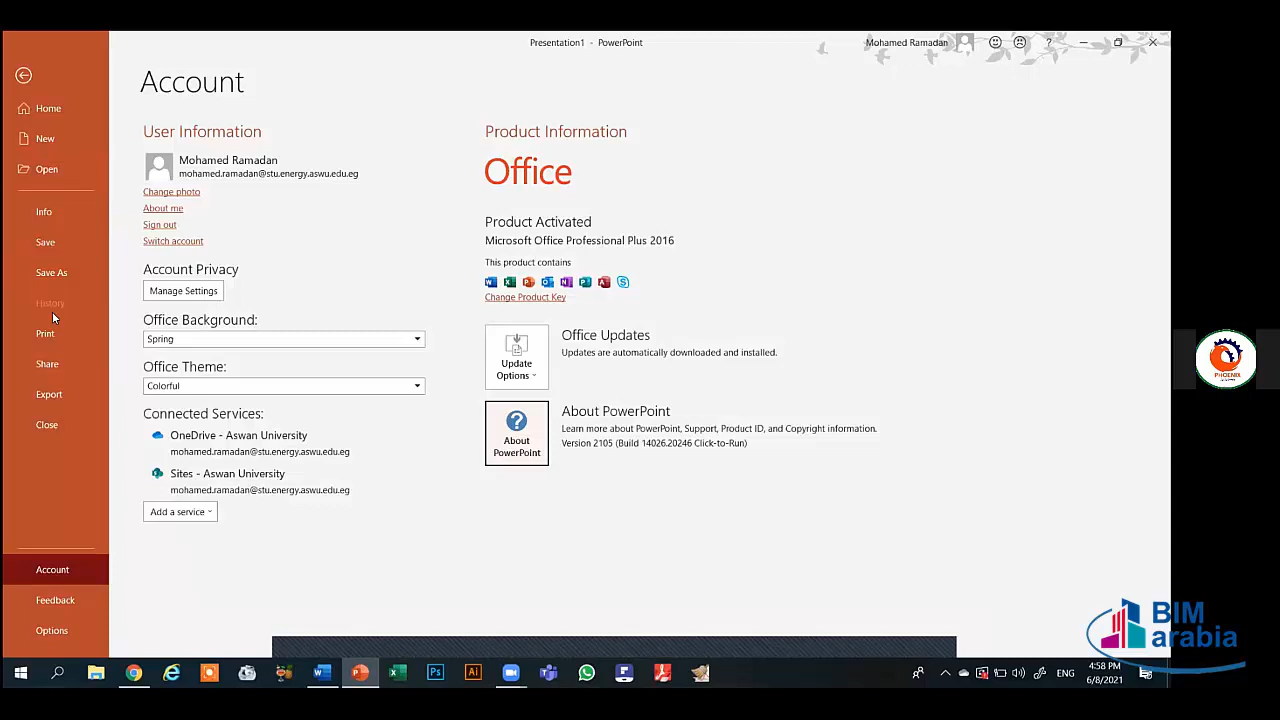 Presentation1 - PowerPoint
Mohamed Ramadan
?
Home
New
Open
Info
Save
Save As
History
Print
Share
Export
Close
Account
Feedback
Options
Account
User Information
Mohamed Ramadan
mohamed.ramadan@stu.energy.aswu.edu.eg
Change photo
About me
Sign out
Switch account
Account Privacy
Manage Settings
Office Background:
Spring
Office Theme:
Colorful
Connected Services:
OneDrive - Aswan University
mohamed.ramadan@stu.energy.aswu.edu.eg
Sites - Aswan University
mohamed.ramadan@stu.energy.aswu.edu.eg
Add a service
Product Information
Office
Product Activated
Microsoft Office Professional Plus 2016
This product contains
Change Product Key
Update
Options
Office Updates
Updates are automatically downloaded and installed.
About
PowerPoint
About PowerPoint
Learn more about PowerPoint, Support, Product ID, and Copyright information.
Version 2105 (Build 14026.20246 Click-to-Run)
PHOENIX
BIM
arabia
Ps
Ai
ENG
4:58 PM
6/8/2021